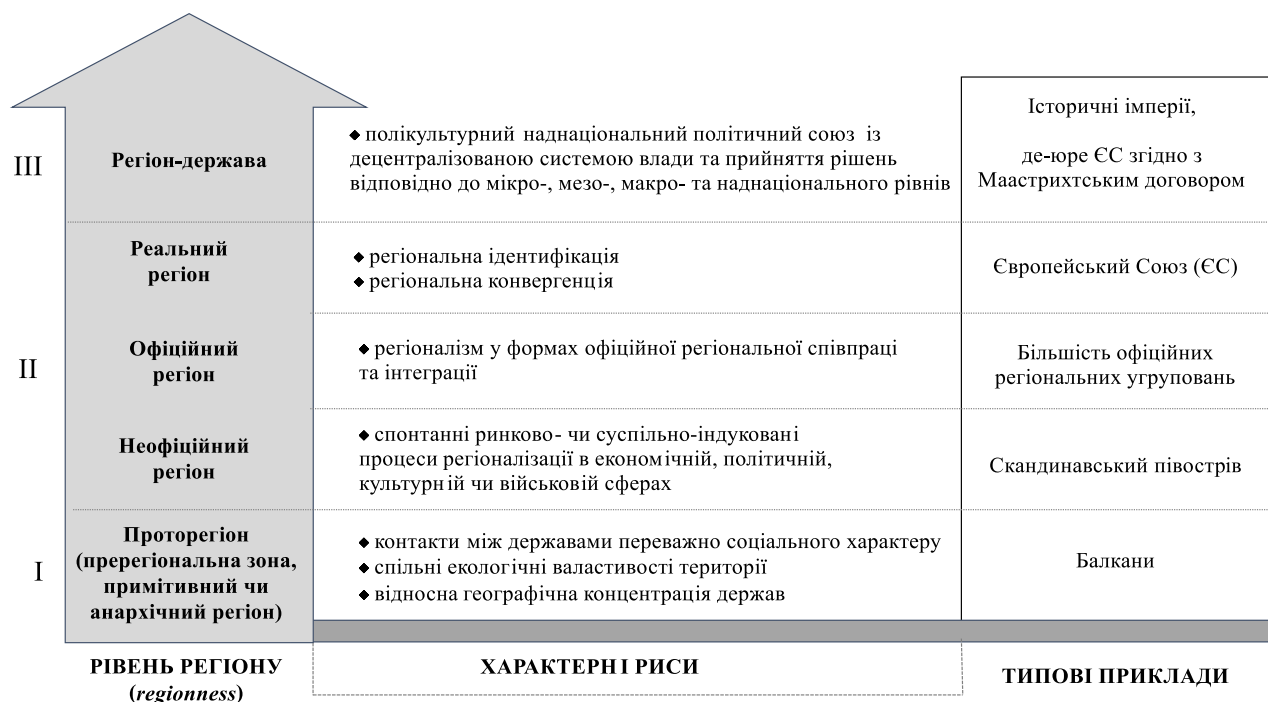 III
Регіон-держава
◆ полікультурний наднаціональний політичний союз із
децентралізованою системою влади та прийняття рішень
відповідно до мікро-, мезо-, макро- та наднаціонального рівнів
Історичні імперії,
де-юре ЄС згідно з
Маастрихтським договором
Реальний
регіон
◆ регіональна ідентифікація
◆ регіональна конвергенція
Європейський Союз (ЄС)
II
Офіційний
регіон
◆ регіоналізм у формах офіційної регіональної співпраці
та інтеграції
Більшість офіційних
регіональних угруповань
Неофіційний
регіон
◆ спонтанні ринково- чи суспільно-індуковані
процеси регіоналізації в економічній, політичній,
культурній чи військовій сферах
Скандинавський півострів
I
Проторегіон
(пререгіональна зона,
примітивний чи
анархічний регіон)
◆ контакти між державами переважно соціального характеру
◆ спільні екологічні валастивості території
◆ відносна географічна концентрація держав
Балкани
РІВЕНЬ РЕГІОНУ
(regionness)
ХАРАКТЕРНІ РИСИ
ТИПОВІ ПРИКЛАДИ